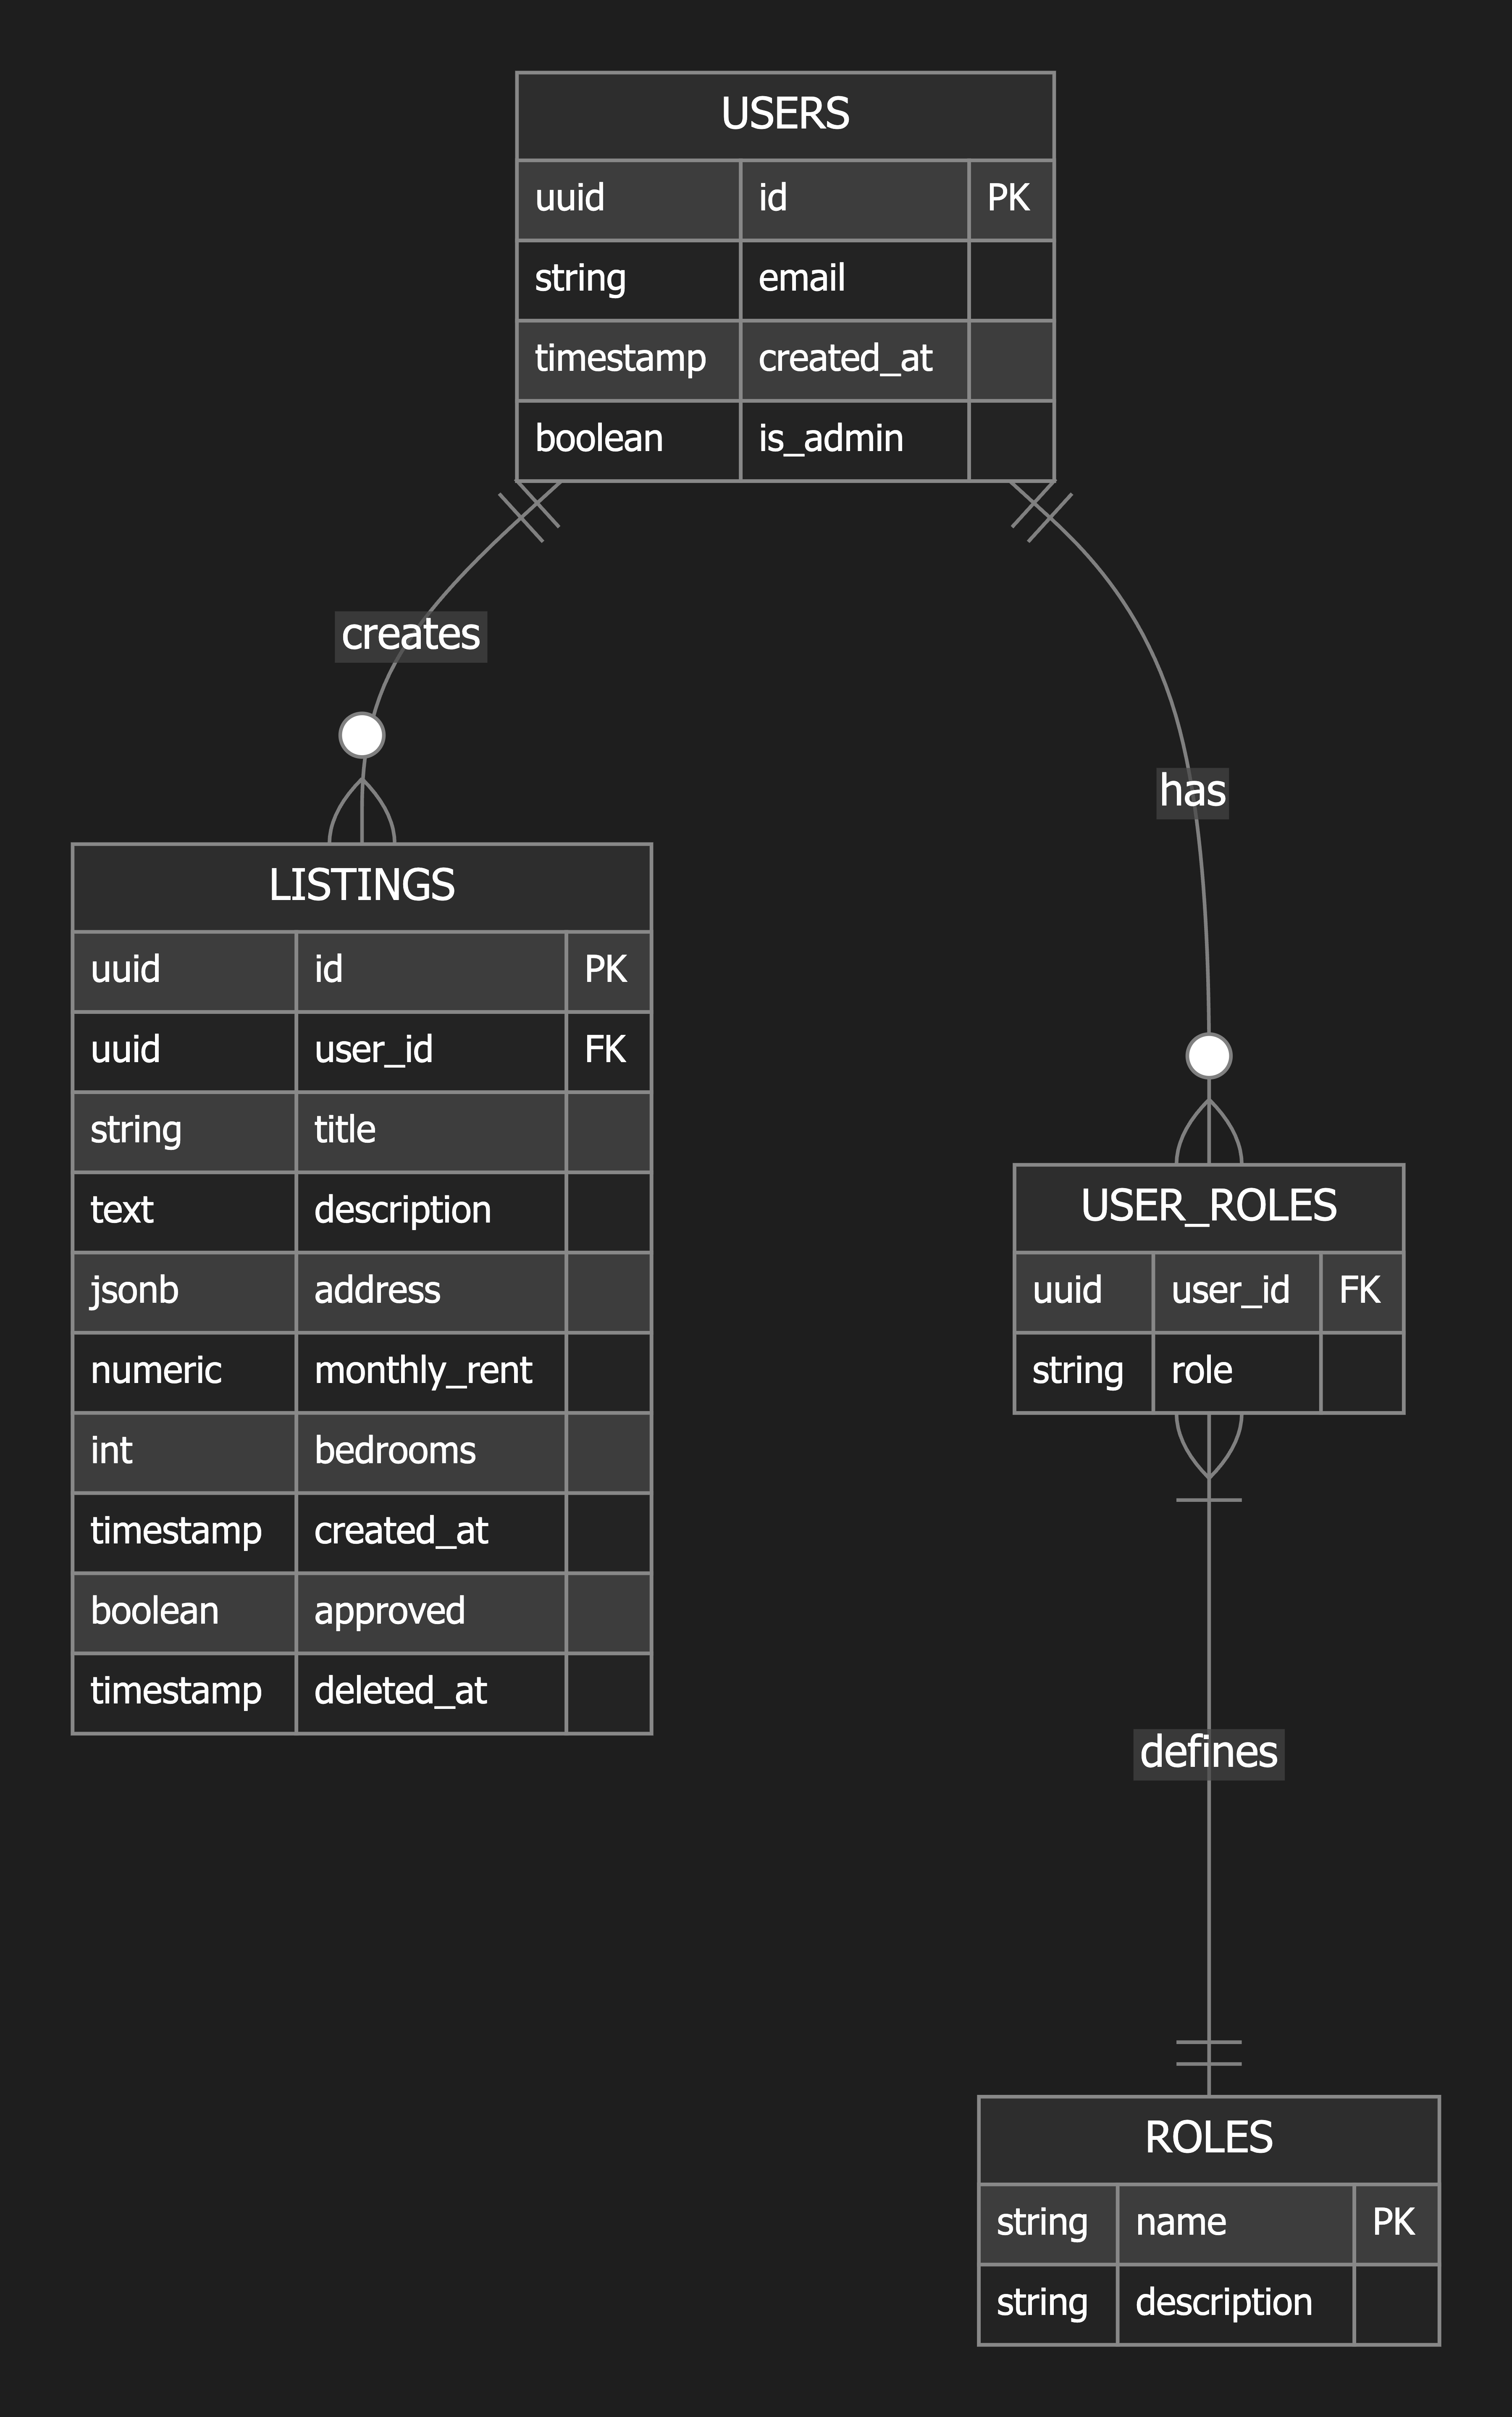 USERS
uuid id PK
string email
timestamp created_at
boolean is_admin
creates
has
LISTINGS
uuid id PK
uuid user_id FK
string title
text description
jsonb address
numeric monthly_rent
int bedrooms
timestamp created_at
boolean approved
timestamp deleted_at
USER_ROLES
uuid user_id FK
string role
defines
ROLES
string name PK
string description